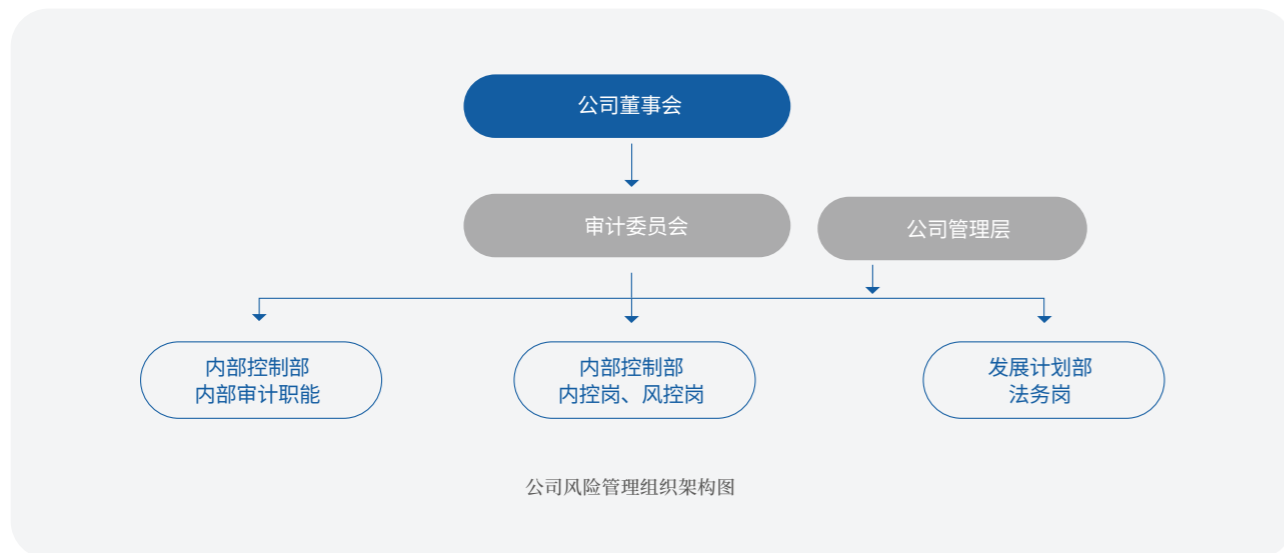 公司董事会
审计委员会
公司管理层
内部控制部
内部审计职能
内部控制部
内控岗、风控岗
发展计划部
法务岗
公司风险管理组织架构图